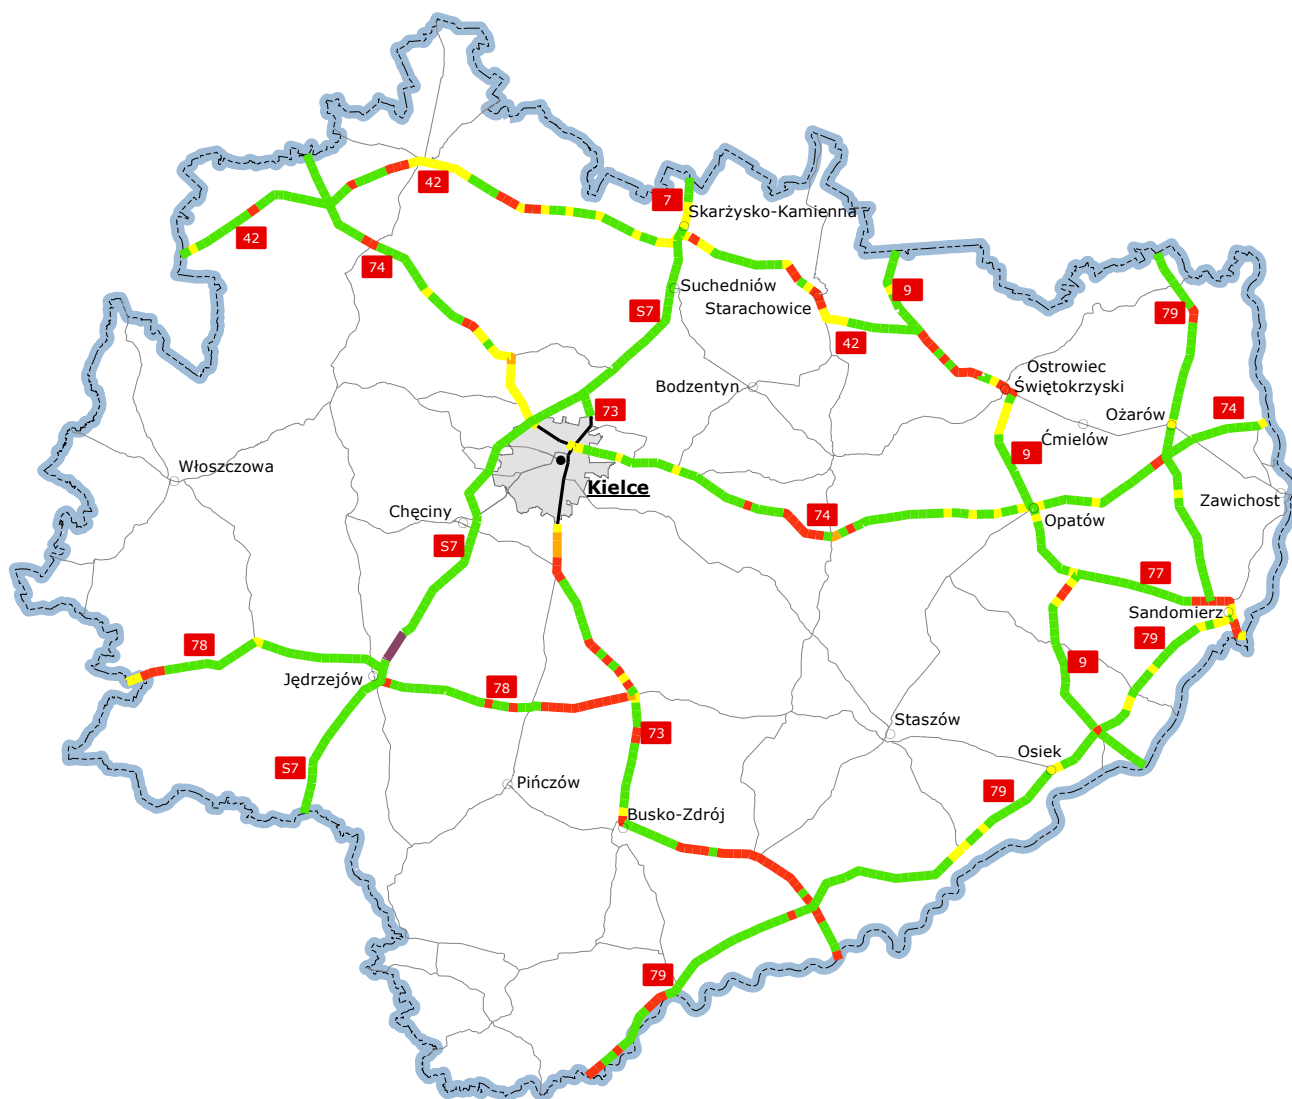 42
7
Skarżysko-Kamienna
42
74
Suchedniów
9
S7
Starachowice
79
42
Ostrowiec
Świętokrzyski
Bodzentyn
73
Ożarów
74
Ćmielów
9
Włoszczowa
Kielce
Zawichost
Chęciny
74
Opatów
S7
77
Sandomierz
79
78
9
Jędrzejów
78
Staszów
73
Osiek
S7
Pińczów
79
Busko-Zdrój
79